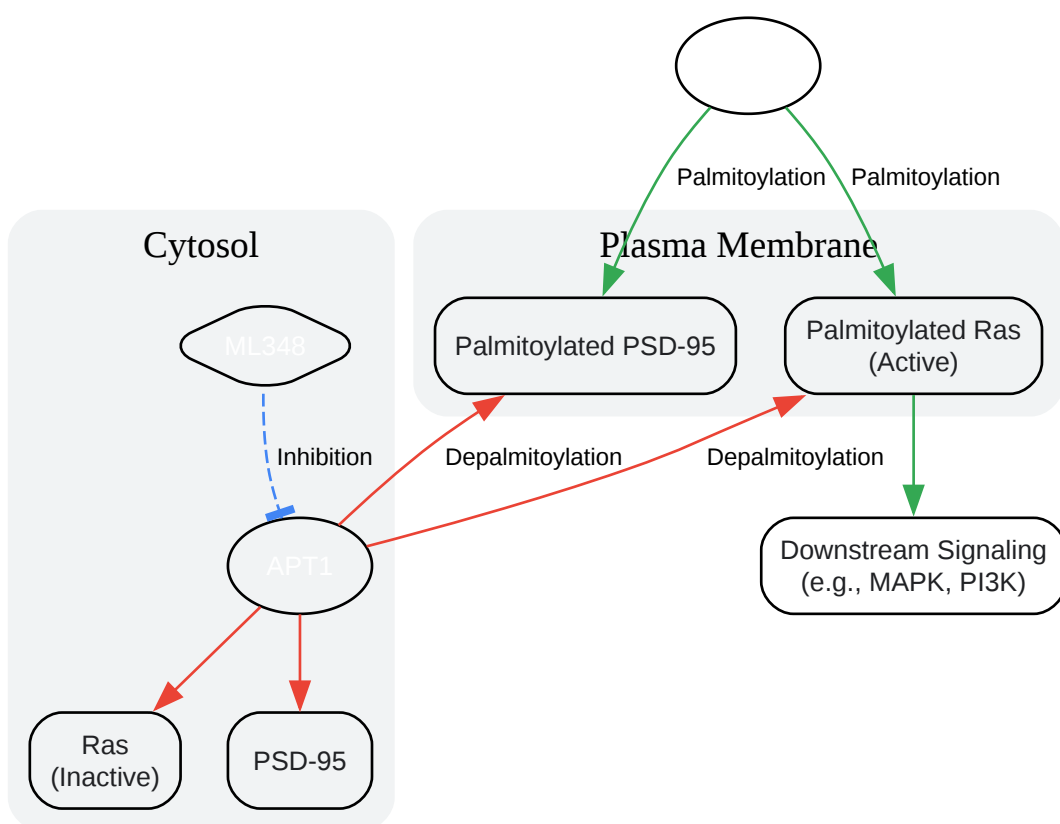 Palmitoylation
Palmitoylation
Cytosol
Plasma Membrane
ML348
Palmitoylated PSD-95
Palmitoylated Ras
(Active)
Inhibition
Depalmitoylation
Depalmitoylation
APT1
Downstream Signaling
(e.g., MAPK, PI3K)
Ras
(Inactive)
PSD-95